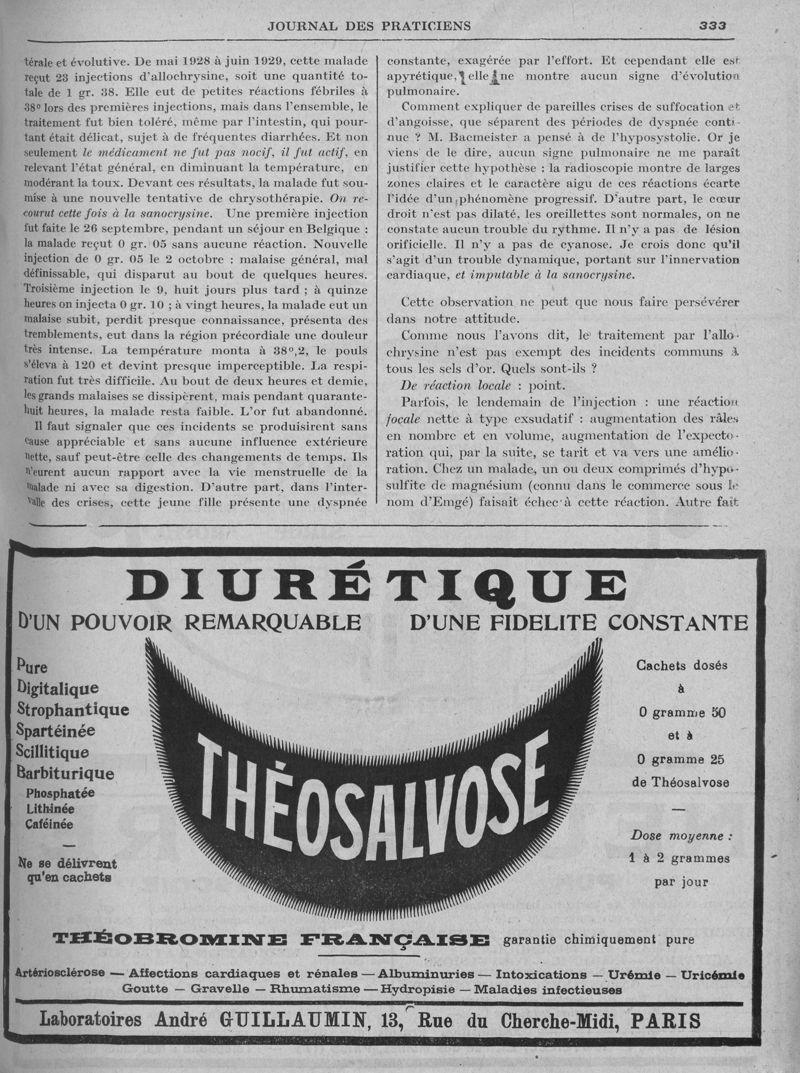 JOURNAL DES PRATICIENS 333
térale et évolutive. De mai 1928 à juin 1929, cette malade
reçut 23 injections d'allochrysine, soit une quantité to-
tale de 1 gr. 38. Elle eut de petites réactions fébriles à
38° lors des premières injections, mais dans l'ensemble, le
traitement fut bien toléré, même par l'intestin, qui pour-
tant était délicat, sujet à de fréquentes diarrhées. Et non
seulement le médicament ne fut pas nocif, il fut actif, en
relevant l'état général, en diminuant la température, en
modérant la toux. Devant ces résultats, la malade fut sou-
mise à une nouvelle tentative de chrysothérapie. On re-
courut cette fois à la sanocrysine. Une première injection
fut faite le 26 septembre, pendant un séjour en Belgique :
la malade reçut 0 gr. 05 sans aucune réaction. Nouvelle
injection de 0 gr. 05 le 2 octobre : malaise général, mal
définissable, qui disparut au bout de quelques heures.
Troisième injection le 9, huit jours plus tard ; à quinze
heures on injecta 0 gr. 10 ; à vingt heures, la malade eut un
malaise subit, perdit presque connaissance, présenta des
tremblements, eut dans la région précordiale une douleur
très intense. La température monta à 38°,2, le pouls
s'éleva à 120 et devint presque imperceptible. La respi-
ration fut très difficile. Au bout de deux heures et demie,
les grands malaises se dissipèrent, mais pendant quarante-
huit heures, la malade resta faible. L'or fut abandonné.
Il faut signaler que ces incidents se produisirent sans
cause appréciable et sans aucune influence extérieure
nette, sauf peut-être celle des changements de temps. Ils
n'eurent aucun rapport avec la vie menstruelle de la
malade ni avec sa digestion. D'autre part, dans l'inter-
valle des crises, cette jeune fille présente une dyspnée
constante, exagérée par l'effort. Et cependant elle est
apyrétique, elle ne montre aucun signe d'évolution
pulmonaire.
Comment expliquer de pareilles crises de suffocation et
d'angoisse, que séparent des périodes de dyspnée conti-
nue ? M. Bacmeister a pensé à de l'hyposystolie. Or je
viens de le dire, aucun signe pulmonaire ne me paraît
justifier cette hypothèse : la radioscopie montre de larges
zones claires et le caractère aigu de ces réactions écarte
l'idée d'un phénomène progressif. D'autre part, le cœur
droit n'est pas dilaté, les oreillettes sont normales, on ne
constate aucun trouble du rythme. Il n'y a pas de lésion
orificielle. Il n'y a pas de cyanose. Je crois donc qu'il
s'agit d'un trouble dynamique, portant sur l'innervation
cardiaque, et imputable à la sanocrysine.
Cette observation ne peut que nous faire persévérer
dans notre attitude.
Comme nous l'avons dit, le traitement par l'allo-
chrysine n'est pas exempt des incidents communs à
tous les sels d'or. Quels sont-ils ?
De réaction locale : point.
Parfois, le lendemain de l'injection : une réaction
focale nette à type exsudatif : augmentation des râles
en nombre et en volume, augmentation de l'expecto-
ration qui, par la suite, se tarit et va vers une amélio-
ration. Chez un malade, un ou deux comprimés d'hypo-
sulfite de magnésium (connu dans le commerce sous le
nom d'Emgé) faisait échec à cette réaction. Autre fait
DIURÉTIQUE
D'UN POUVOIR REMARQUABLE D'UNE FIDELITE CONSTANTE
Pure
Digitalique
Strophantique
Spartéinée
Scillitique
Barbiturique
Phosphatée
Lithinée
Caféinée
Ne se délivrent
qu'en cachets
THÉOSALVOSE
Cachets dosés
à
0 gramme 50
et à
0 gramme 25
de Théosalvose
Dose moyenne :
1 à 2 grammes
par jour
THÉOBROMINE FRANÇAISE garantie chimiquement pure
Artériosclérose — Affections cardiaques et rénales — Albuminuries — Intoxications — Urémie — Uricémie
Goutte — Gravelle — Rhumatisme — Hydropisie — Maladies infectieuses
Laboratoires André GUILLAUMIN, 13, Rue du Cherche-Midi, PARIS